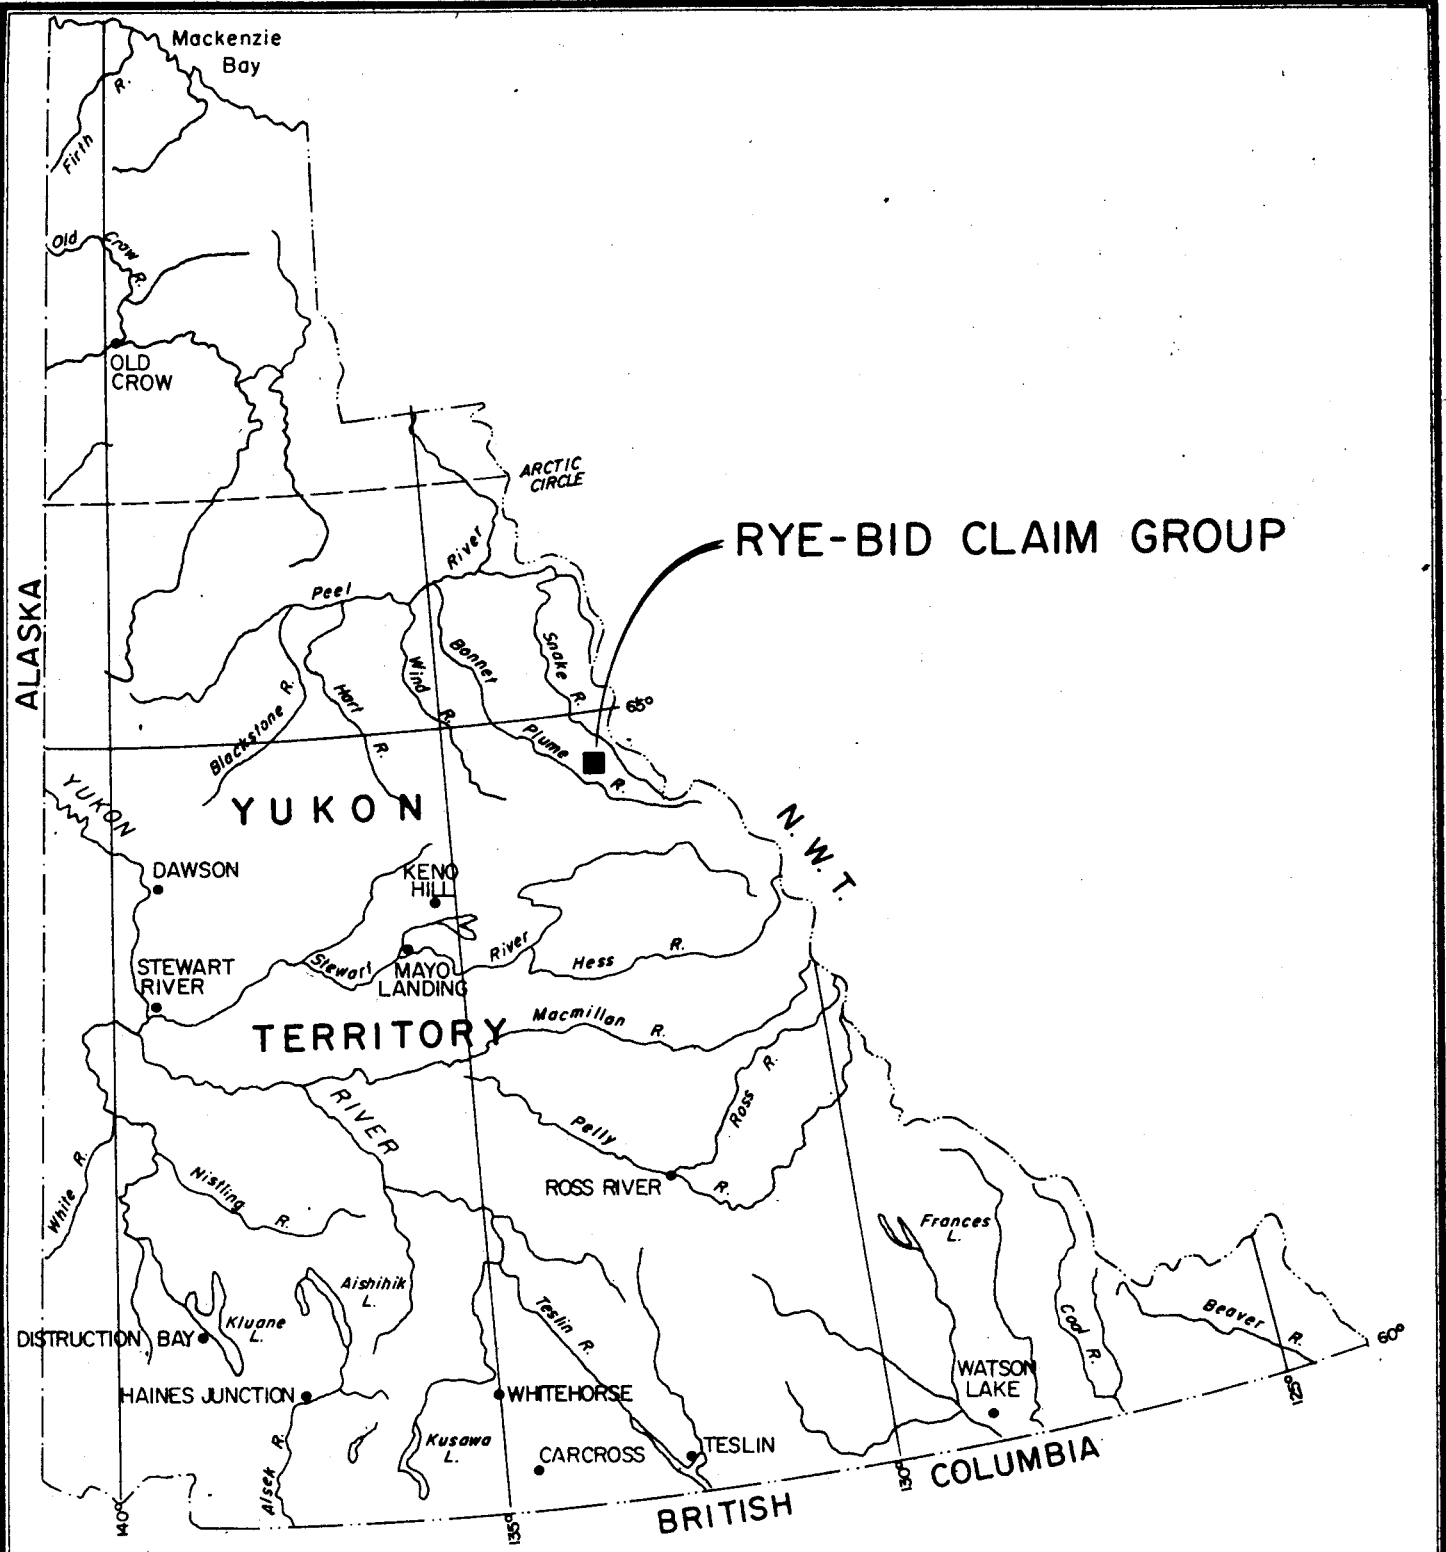 Mackenzie
Bay
Firth R.
Old Crow R.
OLD
CROW
ARCTIC
CIRCLE
RYE-BID CLAIM GROUP
Peel River
ALASKA
Blackstone R.
Hart R.
Wind R.
Bonnet Plume R.
Snake R.
65°
YUKON
YUKON
N. W. T.
DAWSON
KENO
HILL
STEWART
RIVER
Stewart River
MAYO
LANDING
Hess R.
TERRITORY
Macmillan R.
RIVER
Ross R.
Pelly R.
ROSS RIVER
White R.
Nistling R.
Frances
L.
Aishihik
L.
Kluane
L.
DISTRUCTION BAY
Teslin R.
Coal R.
Beaver R.
60°
HAINES JUNCTION
WHITEHORSE
WATSON
LAKE
125°
Alsek R.
Kusawa
L.
CARCROSS
TESLIN
140°
135°
130°
BRITISH COLUMBIA